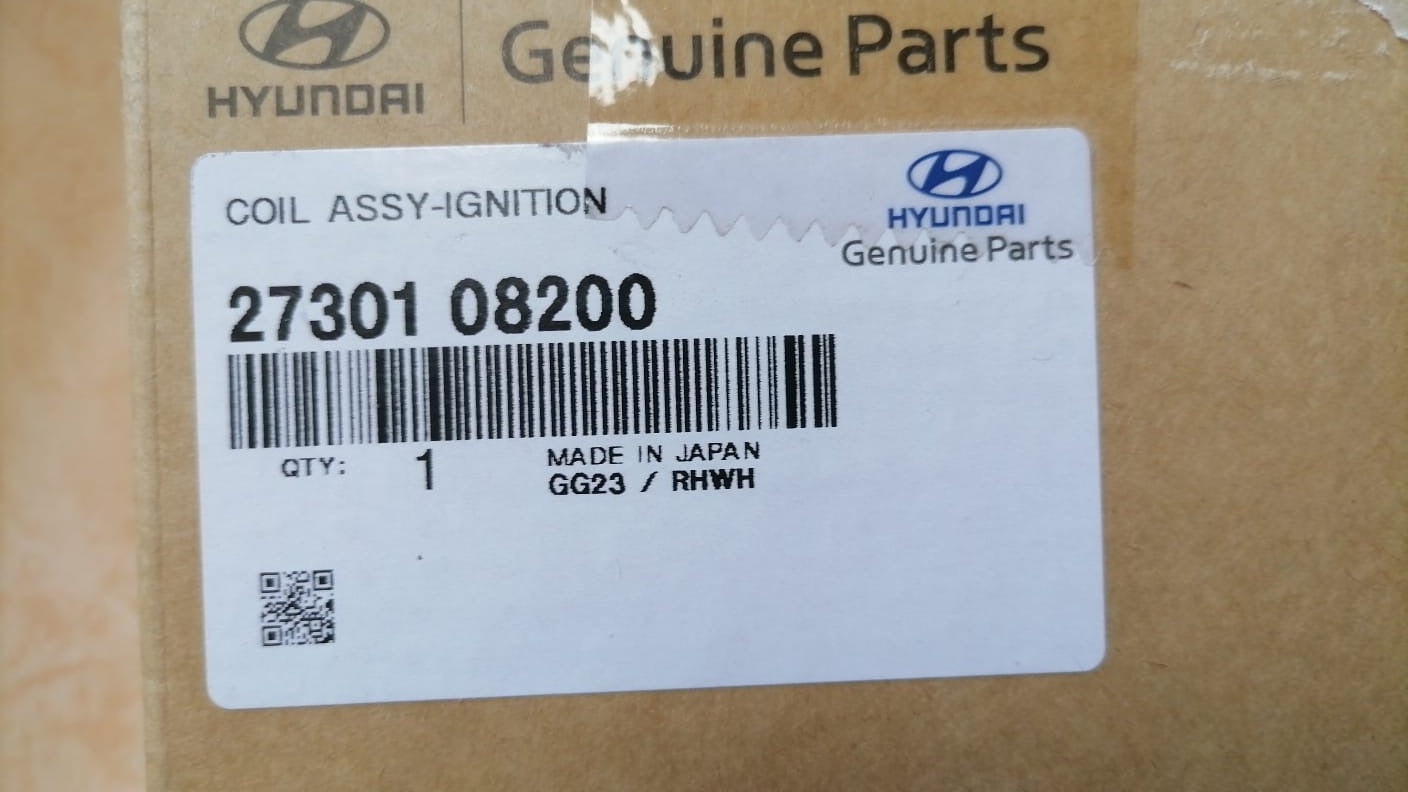 HYUNDAI
Genuine Parts
COIL ASSY-IGNITION
HYUNDAI
Genuine Parts
27301 08200
QTY: 1
MADE IN JAPAN
GG23 / RHWH